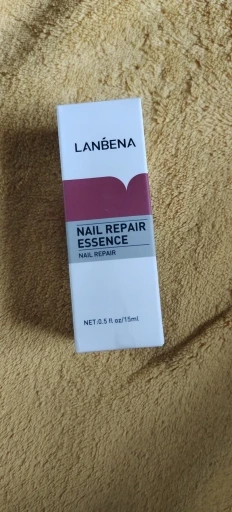 LANBENA
NAIL REPAIR
ESSENCE
NAIL REPAIR
NET:0.5 fl oz/15ml